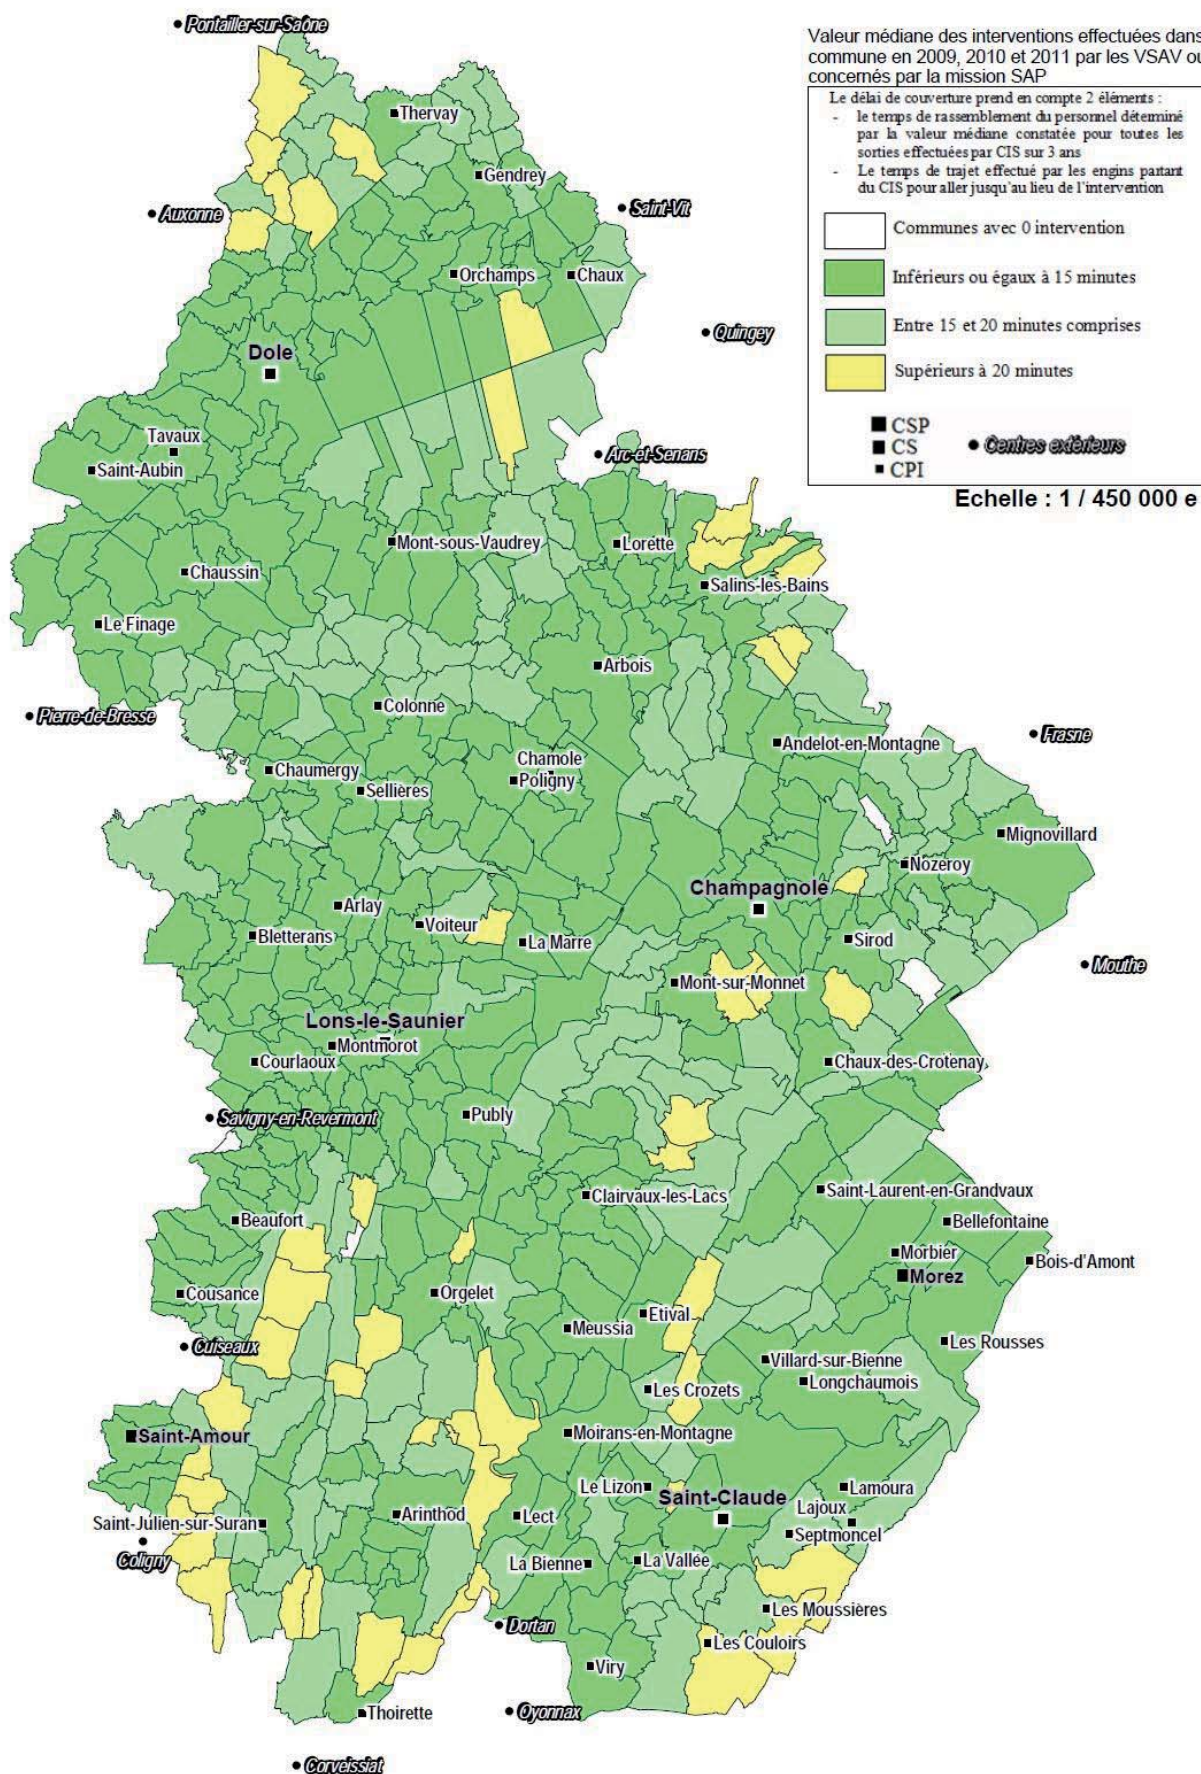 Pontailler-sur-Saône
Valeur médiane des interventions effectuées dans
commune en 2009, 2010 et 2011 par les VSAV ou
concernés par la mission SAP
Le délai de couverture prend en compte 2 éléments :
- le temps de rassemblement du personnel déterminé
par la valeur médiane constatée pour toutes les
sorties effectuées par CIS sur 3 ans
- Le temps de trajet effectué par les engins partant
du CIS pour aller jusqu'au lieu de l'intervention
Communes avec 0 intervention
Inférieurs ou égaux à 15 minutes
Entre 15 et 20 minutes comprises
Supérieurs à 20 minutes
CSP
CS
CPI
Centres extérieurs
Echelle : 1 / 450 000 e
Thervay
Gendrey
Saint-Vit
Auxonne
Orchamps
Chaux
Quingey
Dole
Tavaux
Saint-Aubin
Arc-et-Senans
Mont-sous-Vaudrey
Lorette
Chaussin
Salins-les-Bains
Le Finage
Arbois
Pierre-de-Bresse
Colonne
Frasne
Andelot-en-Montagne
Chamole
Chaumergy
Poligny
Sellières
Mignovillard
Nozeroy
Champagnole
Arlay
Voiteur
Bletterans
La Marre
Sirod
Mouthe
Mont-sur-Monnet
Lons-le-Saunier
Montmorot
Courlaoux
Chaux-des-Crotenay
Savigny-en-Revermont
Publy
Clairvaux-les-Lacs
Saint-Laurent-en-Grandvaux
Beaufort
Bellefontaine
Morbier
Bois-d'Amont
Morez
Cousance
Orgelet
Etival
Meussia
Les Rousses
Cuiseaux
Villard-sur-Bienne
Longchaumois
Les Crozets
Saint-Amour
Moirans-en-Montagne
Le Lizon
Lamoura
Saint-Claude
Lajoux
Arinthod
Lect
Saint-Julien-sur-Suran
Septmoncel
Coligny
La Bienne
La Vallée
Les Moussières
Dortan
Les Couloirs
Viry
Thoirette
Oyonnax
Corveissiat